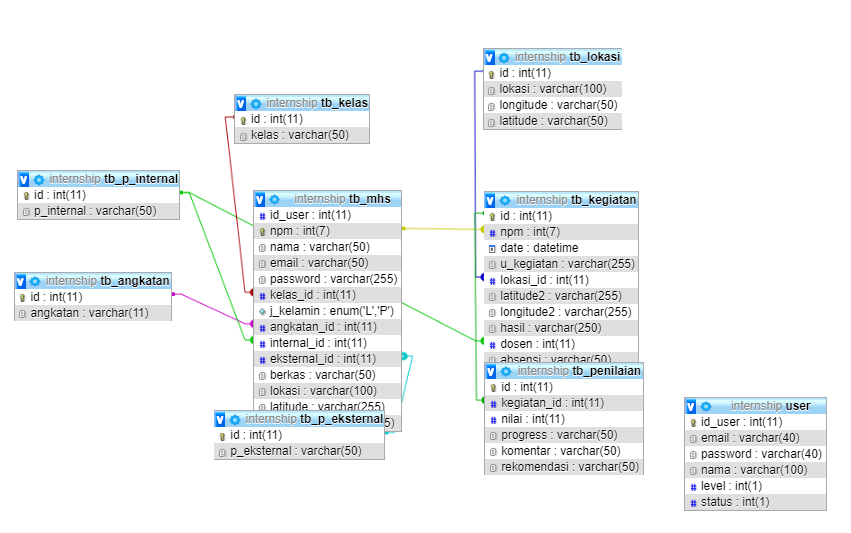 internship tb_lokasi
id : int(11)
lokasi : varchar(100)
longitude : varchar(50)
latitude : varchar(50)
internship tb_kelas
id : int(11)
kelas : varchar(50)
internship tb_p_internal
id : int(11)
p_internal : varchar(50)
internship tb_mhs
id_user : int(11)
npm : int(7)
nama : varchar(50)
email : varchar(50)
password : varchar(255)
kelas_id : int(11)
j_kelamin : enum('L','P')
angkatan_id : int(11)
internal_id : int(11)
eksternal_id : int(11)
berkas : varchar(50)
lokasi : varchar(100)
latitude : varchar(255)
internship tb_kegiatan
id : int(11)
npm : int(7)
date : datetime
u_kegiatan : varchar(255)
lokasi_id : int(11)
latitude2 : varchar(255)
longitude2 : varchar(255)
hasil : varchar(250)
dosen : int(11)
absensi : varchar(50)
internship tb_angkatan
id : int(11)
angkatan : varchar(11)
internship tb_penilaian
id : int(11)
kegiatan_id : int(11)
nilai : int(11)
progress : varchar(50)
komentar : varchar(50)
rekomendasi : varchar(50)
internship tb_p_eksternal
id : int(11)
p_eksternal : varchar(50)
internship user
id_user : int(11)
email : varchar(40)
password : varchar(40)
nama : varchar(100)
level : int(1)
status : int(1)